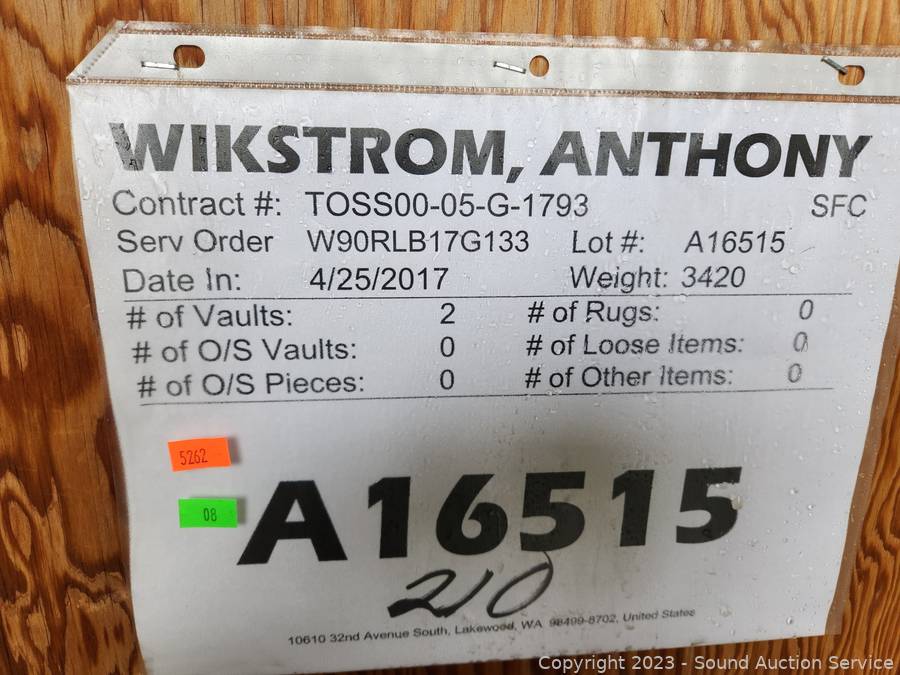 WIKSTROM, ANTHONY
Contract #: TOSS00-05-G-1793 SFC
Serv Order W90RLB17G133 Lot #: A16515
Date In: 4/25/2017 Weight: 3420
# of Vaults: 2 # of Rugs: 0
# of O/S Vaults: 0 # of Loose Items: 0
# of O/S Pieces: 0 # of Other Items: 0
5262
08
A16515
210
10610 32nd Avenue South, Lakewood, WA 98499-8702, United States
Copyright 2023 - Sound Auction Service